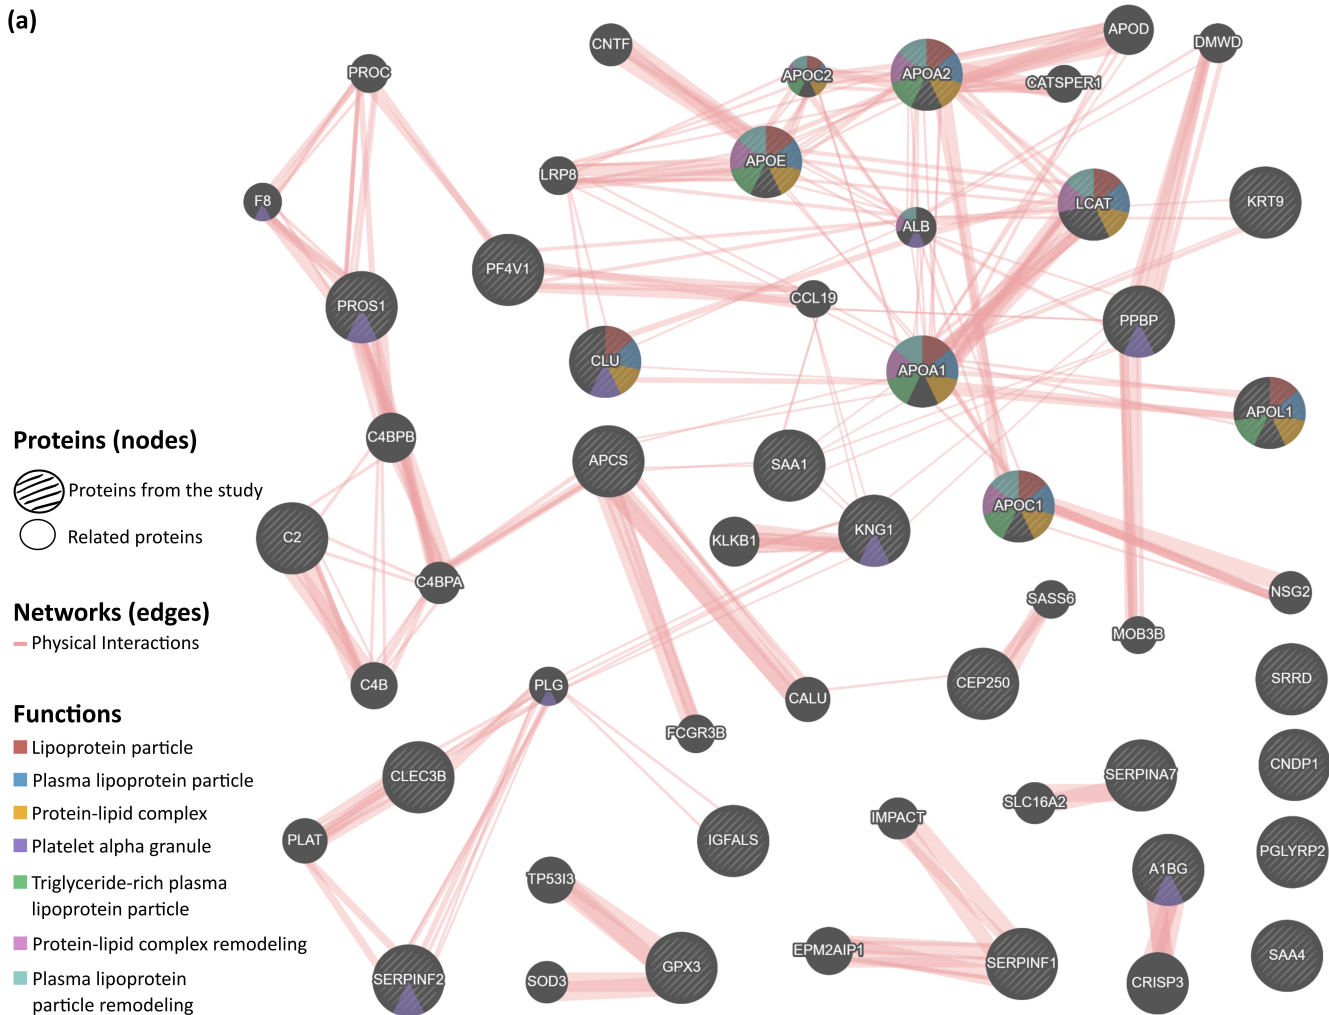 (a)
APOD
CNTF
DMWD
PROC
APOC2
APOA2
CATSPER1
APOE
LRP8
F8
LCAT
KRT9
ALB
PF4V1
CCL19
PROS1
PPBP
CLU
APOA1
APOL1
C4BPB
APCS
SAA1
APOC1
KNG1
KLKB1
C2
C4BPA
NSG2
SASS6
MOB3B
C4B
PLG
CEP250
SRRD
CALU
FCGR3B
CLEC3B
SERPINA7
CNDP1
SLC16A2
IMPACT
PLAT
IGFALS
PGLYRP2
A1BG
TP53I3
EPM2AIP1
SERPINF1
SAA4
GPX3
SERPINF2
SOD3
CRISP3
Proteins (nodes)
Proteins from the study
Related proteins
Networks (edges)
Physical Interactions
Functions
Lipoprotein particle
Plasma lipoprotein particle
Protein-lipid complex
Platelet alpha granule
Triglyceride-rich plasma
lipoprotein particle
Protein-lipid complex remodeling
Plasma lipoprotein
particle remodeling